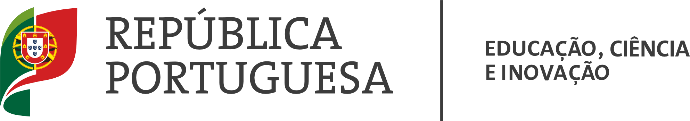 REPÚBLICA
PORTUGUESA
EDUCAÇÃO, CIÊNCIA
E INOVAÇÃO